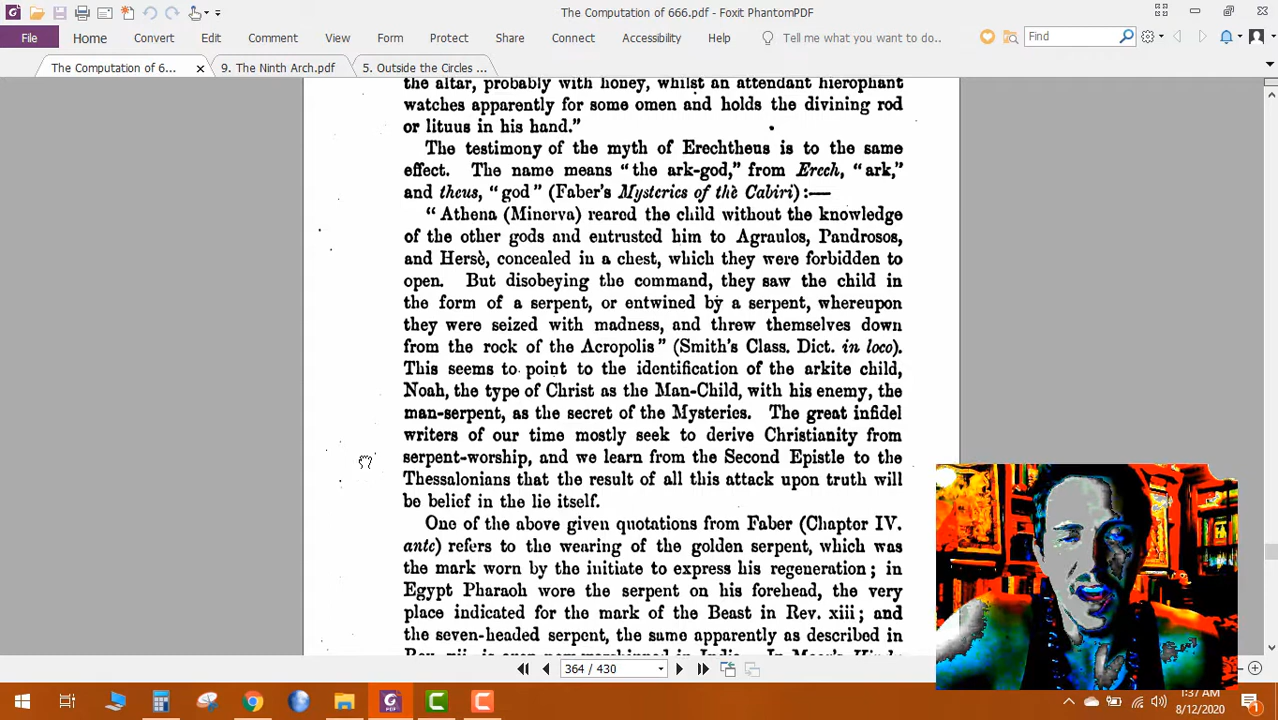 The Computation of 666.pdf - Foxit PhantomPDF
File Home Convert Edit Comment View Form Protect Share Connect Accessibility Help Tell me what you want to do.. Find
The Computation of 6... 9. The Ninth Arch.pdf 5. Outside the Circles ...
the altar, probably with honey, whilst an attendant hierophant
watches apparently for some omen and holds the divining rod
or lituus in his hand."
The testimony of the myth of Erechtheus is to the same
effect. The name means "the ark-god," from Erech, "ark,"
and theus, "god" (Faber's Mysteries of the Cabiri):—
"Athena (Minerva) reared the child without the knowledge
of the other gods and entrusted him to Agraulos, Pandrosos,
and Hersè, concealed in a chest, which they were forbidden to
open. But disobeying the command, they saw the child in
the form of a serpent, or entwined by a serpent, whereupon
they were seized with madness, and threw themselves down
from the rock of the Acropolis" (Smith's Class. Dict. in loco).
This seems to point to the identification of the arkite child,
Noah, the type of Christ as the Man-Child, with his enemy, the
man-serpent, as the secret of the Mysteries. The great infidel
writers of our time mostly seek to derive Christianity from
serpent-worship, and we learn from the Second Epistle to the
Thessalonians that the result of all this attack upon truth will
be belief in the lie itself.
One of the above given quotations from Faber (Chapter IV.
ante) refers to the wearing of the golden serpent, which was
the mark worn by the initiate to express his regeneration; in
Egypt Pharaoh wore the serpent on his forehead, the very
place indicated for the mark of the Beast in Rev. xiii; and
the seven-headed serpent, the same apparently as described in
364 / 430
1:37 AM
8/12/2020